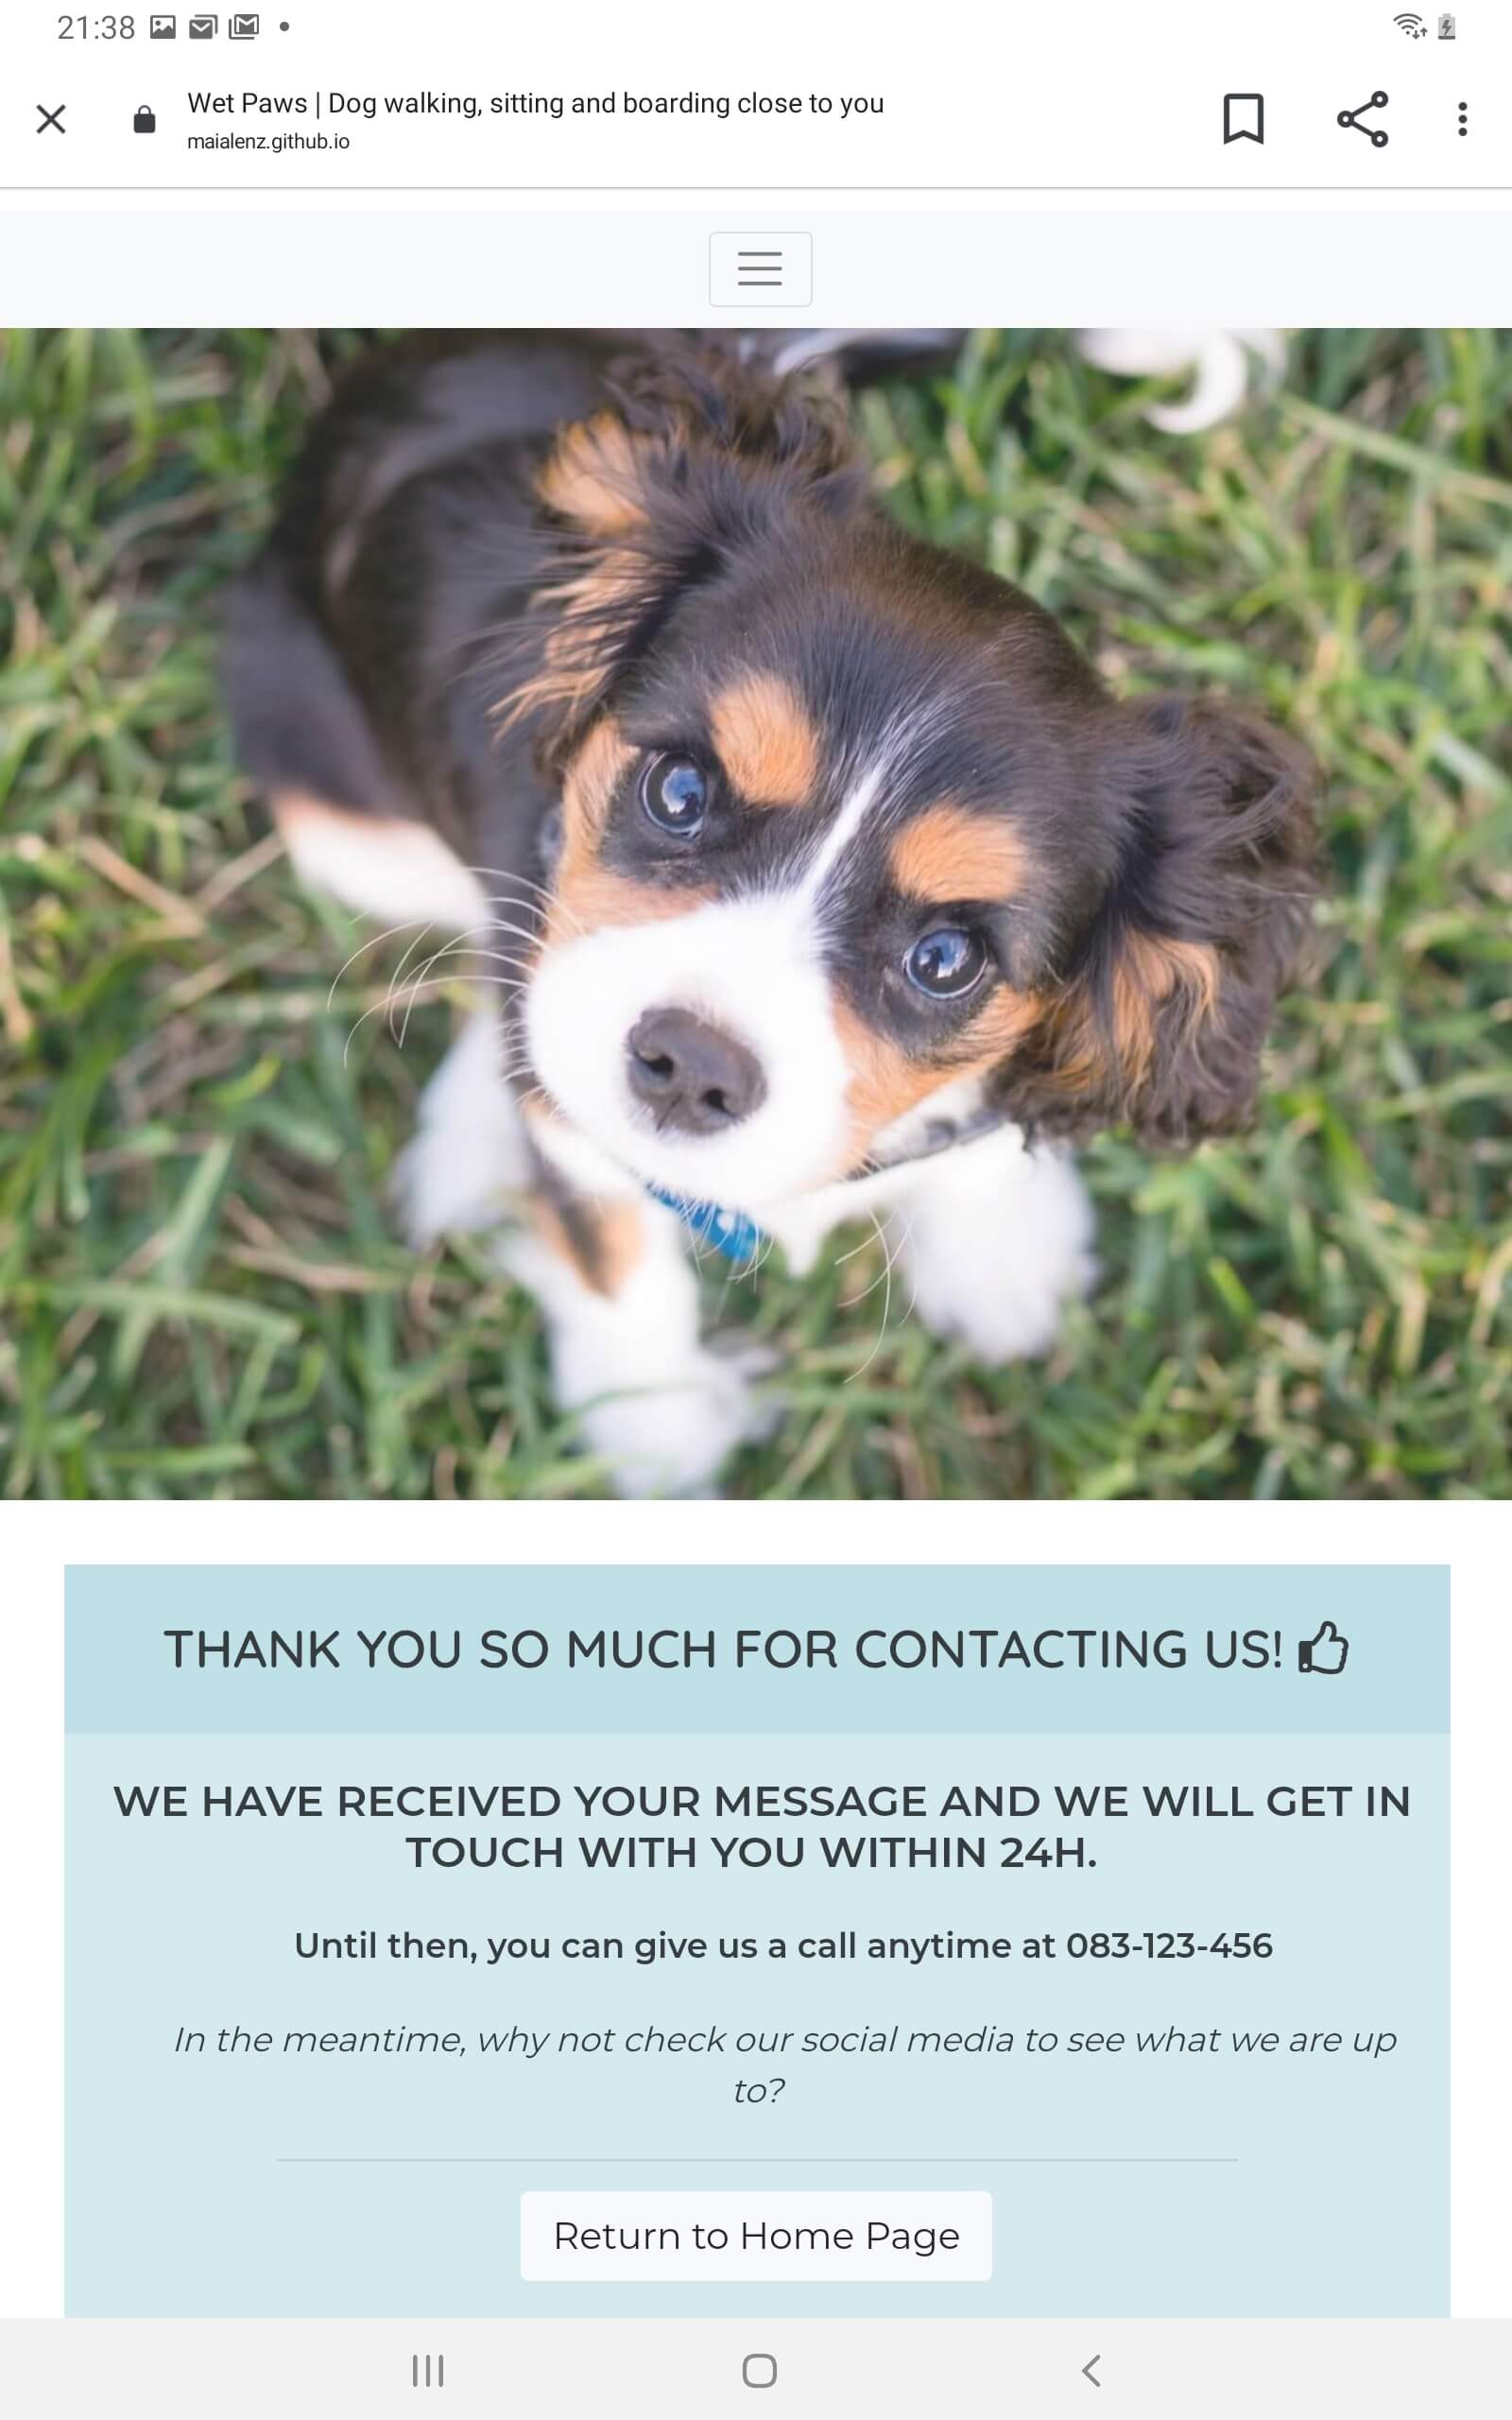 21:38
Wet Paws | Dog walking, sitting and boarding close to you
maialenz.github.io
THANK YOU SO MUCH FOR CONTACTING US!
WE HAVE RECEIVED YOUR MESSAGE AND WE WILL GET IN
TOUCH WITH YOU WITHIN 24H.
Until then, you can give us a call anytime at 083-123-456
In the meantime, why not check our social media to see what we are up
to?
Return to Home Page